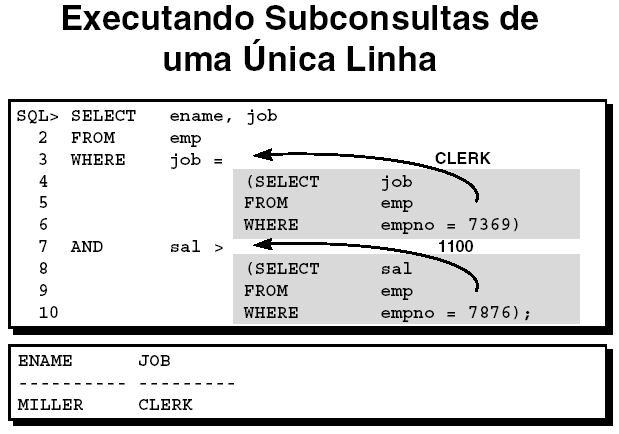 Executando Subconsultas de
uma Única Linha
SQL> SELECT ename, job
2 FROM emp
3 WHERE job =
CLERK
4 (SELECT job
5 FROM emp
6 WHERE empno = 7369)
7 AND sal >
1100
8 (SELECT sal
9 FROM emp
10 WHERE empno = 7876);
ENAME JOB
---------- ---------
MILLER CLERK